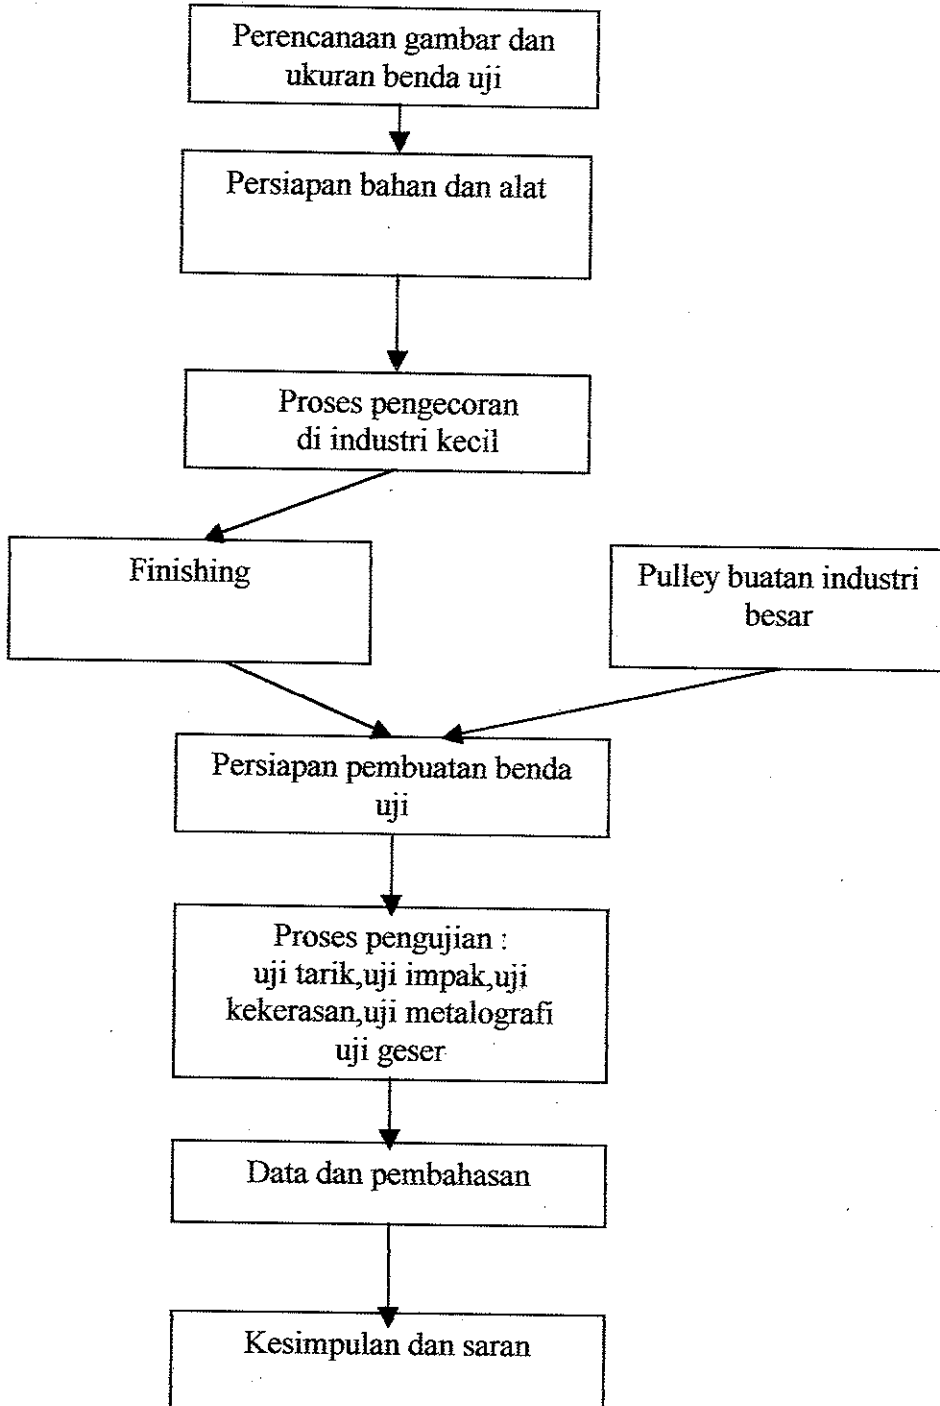 Perencanaan gambar dan
ukuran benda uji
Persiapan bahan dan alat
Proses pengecoran
di industri kecil
Finishing
Pulley buatan industri
besar
Persiapan pembuatan benda
uji
Proses pengujian :
uji tarik,uji impak,uji
kekerasan,uji metalografi
uji geser
Data dan pembahasan
Kesimpulan dan saran